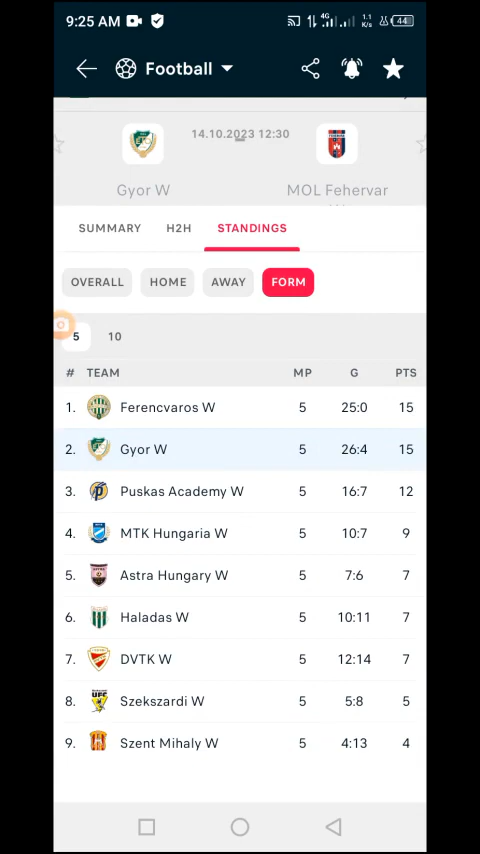 9:25 AM 4G 1.1 K/s 44
Football
14.10.2023 12:30
Gyor W MOL Fehervar
SUMMARY H2H STANDINGS
OVERALL HOME AWAY FORM
5 10
# TEAM MP G PTS
1. Ferencvaros W 5 25:0 15
2. Gyor W 5 26:4 15
3. Puskas Academy W 5 16:7 12
4. MTK Hungaria W 5 10:7 9
5. Astra Hungary W 5 7:6 7
6. Haladas W 5 10:11 7
7. DVTK W 5 12:14 7
8. Szekszardi W 5 5:8 5
9. Szent Mihaly W 5 4:13 4